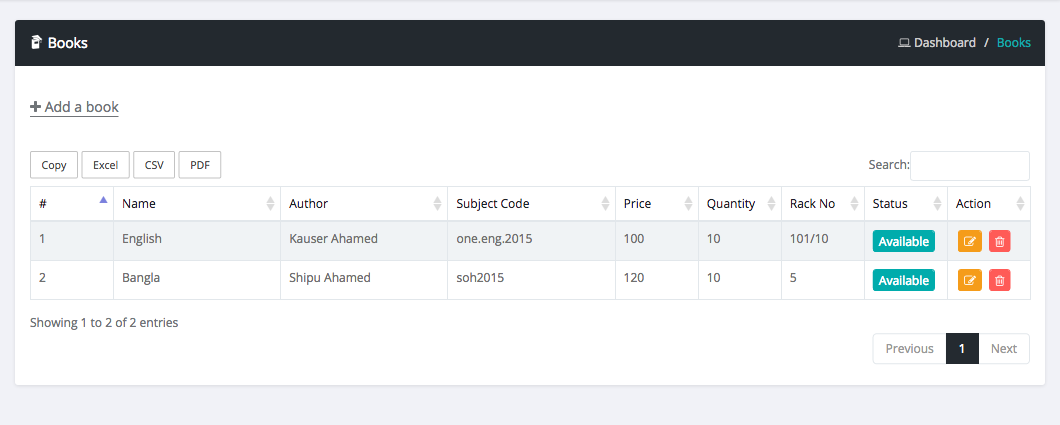 Books Dashboard / Books
Add a book
Copy Excel CSV PDF Search:
# Name Author Subject Code Price Quantity Rack No Status Action
1 English Kauser Ahamed one.eng.2015 100 10 101/10 Available
2 Bangla Shipu Ahamed soh2015 120 10 5 Available
Showing 1 to 2 of 2 entries
Previous 1 Next